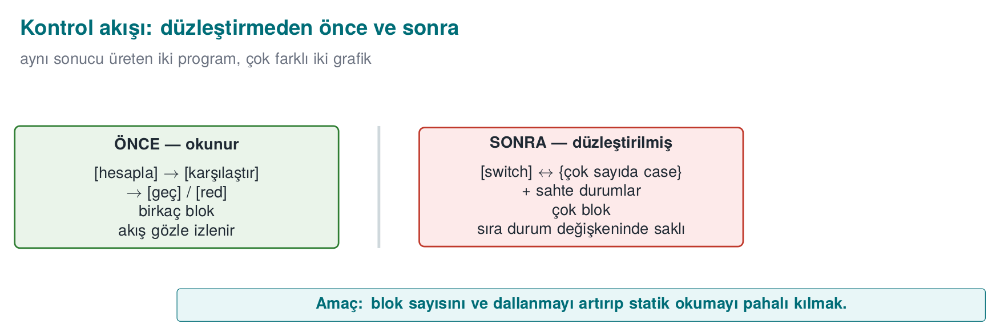 Kontrol akışı: düzleştirmeden önce ve sonra
aynı sonucu üreten iki program, çok farklı iki grafik
ÖNCE — okunur
[hesapla] → [karşılaştır]
→ [geç] / [red]
birkaç blok
akış gözle izlenir
SONRA — düzleştirilmiş
[switch] ↔ {çok sayıda case}
+ sahte durumlar
çok blok
sıra durum değişkeninde saklı
Amaç: blok sayısını ve dallanmayı artırıp statik okumayı pahalı kılmak.